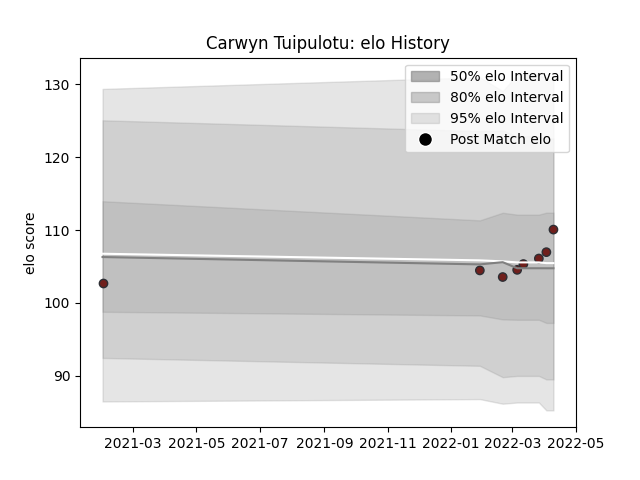 Carwyn Tuipulotu: elo History
50% elo Interval
80% elo Interval
95% elo Interval
Post Match elo
elo score
130
120
110
100
90
2021-03 2021-05 2021-07 2021-09 2021-11 2022-01 2022-03 2022-05